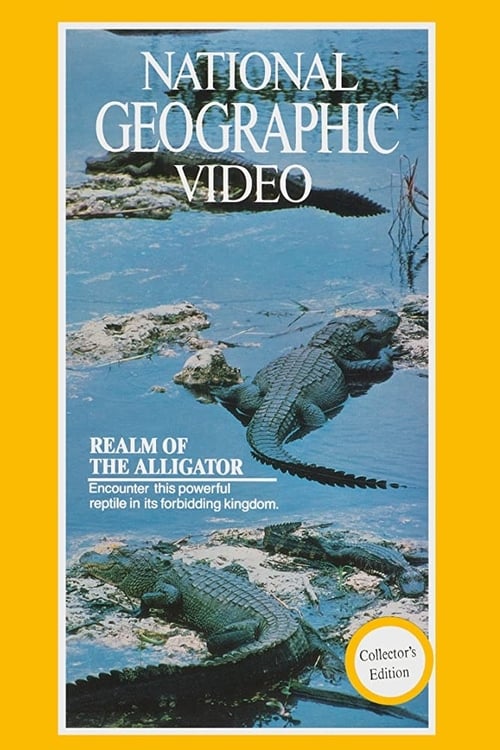 NATIONAL
GEOGRAPHIC
VIDEO
REALM OF
THE ALLIGATOR
Encounter this powerful
reptile in its forbidding kingdom.
Collector's
Edition